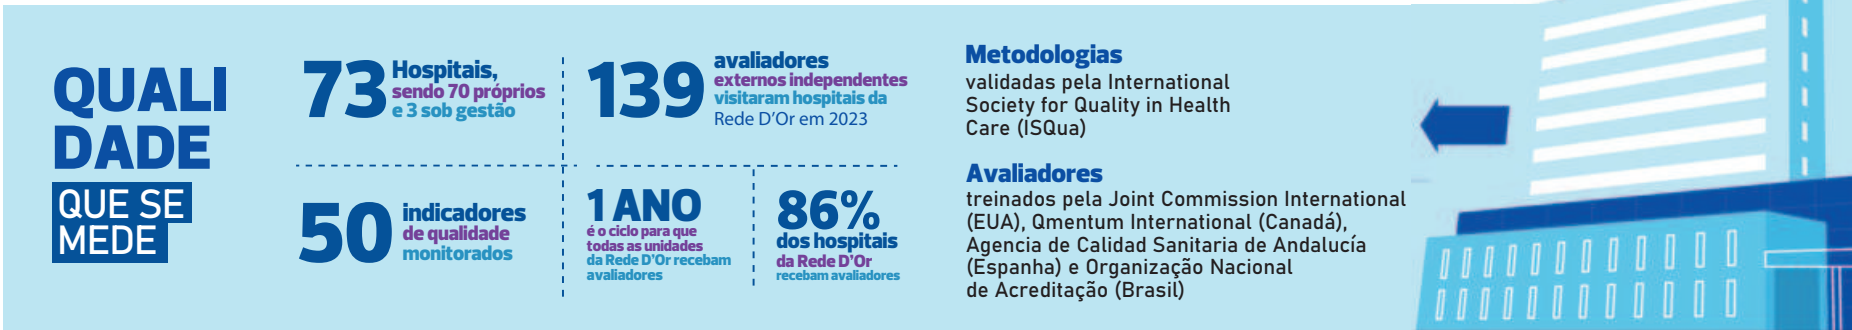 QUALI
DADE
QUE SE
MEDE
73
Hospitais,
sendo 70 próprios
e 3 sob gestão
139
avaliadores
externos independentes
visitaram hospitais da
Rede D'Or em 2023
50
indicadores
de qualidade
monitorados
1 ANO
é o ciclo para que
todas as unidades
da Rede D'Or recebam
avaliadores
86%
dos hospitais
da Rede D'Or
recebam avaliadores
Metodologias
validadas pela International
Society for Quality in Health
Care (ISQua)
Avaliadores
treinados pela Joint Commission International
(EUA), Qmentum International (Canadá),
Agencia de Calidad Sanitaria de Andalucía
(Espanha) e Organização Nacional
de Acreditação (Brasil)